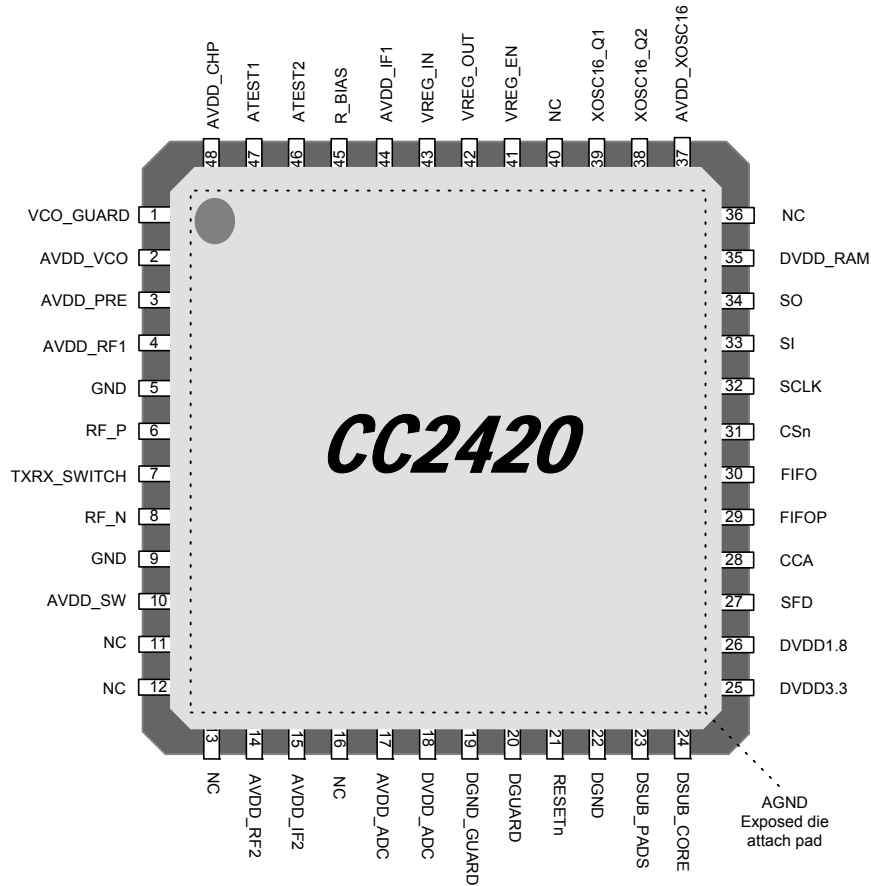 AVDD_CHP
ATEST1
ATEST2
R_BIAS
AVDD_IF1
VREG_IN
VREG_OUT
VREG_EN
NC
XOSC16_Q1
XOSC16_Q2
AVDD_XOSC16
48
47
46
45
44
43
42
41
40
39
38
37
VCO_GUARD 1
AVDD_VCO 2
AVDD_PRE 3
AVDD_RF1 4
GND 5
RF_P 6
TXRX_SWITCH 7
RF_N 8
GND 9
AVDD_SW 10
NC 11
NC 12
CC2420
36 NC
35 DVDD_RAM
34 SO
33 SI
32 SCLK
31 CSn
30 FIFO
29 FIFOP
28 CCA
27 SFD
26 DVDD1.8
25 DVDD3.3
13
14
15
16
17
18
19
20
21
22
23
24
NC
AVDD_RF2
AVDD_IF2
NC
AVDD_ADC
DVDD_ADC
DGND_GUARD
DGUARD
RESETn
DGND
DSUB_PADS
DSUB_CORE
AGND
Exposed die
attach pad